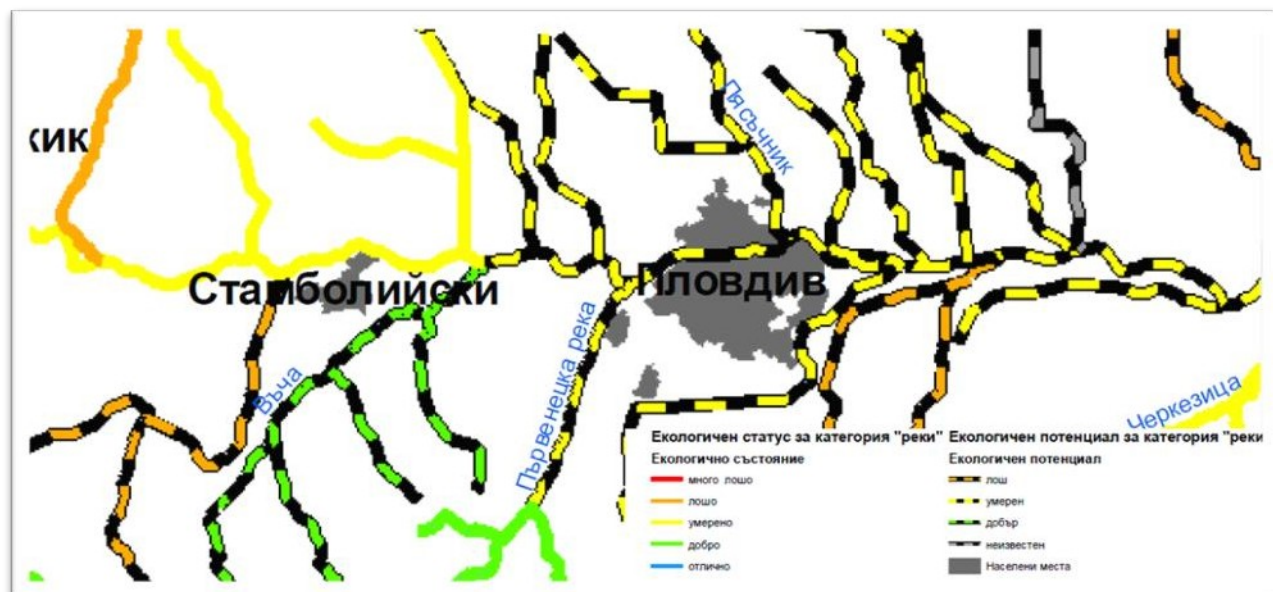 кик
Пясъчник
Стамболийски
Пловдив
Въча
Първенецка река
Черкезица
Екологичен статус за категория "реки"
Екологично състояние
много лошо
лошо
умерено
добро
отлично
Екологичен потенциал за категория "реки
Екологичен потенциал
лош
умерен
добър
неизвестен
Населени места